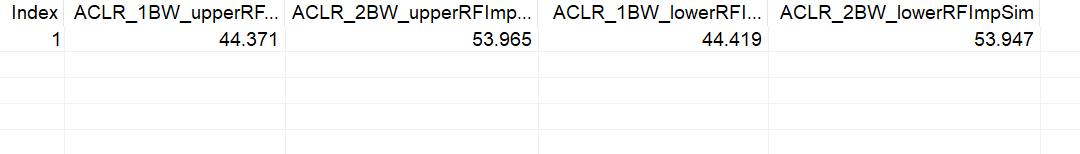 Index ACLR_1BW_upperRF... ACLR_2BW_upperRFImp... ACLR_1BW_lowerRFI... ACLR_2BW_lowerRFImpSim
1 44.371 53.965 44.419 53.947